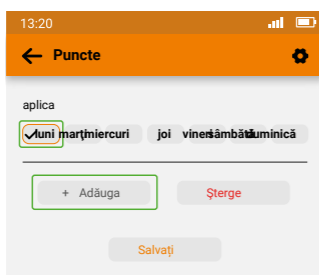 13:20
Puncte
aplica
luni marți miercuri joi vineri sâmbătă duminică
+ Adăuga Șterge
Salvați